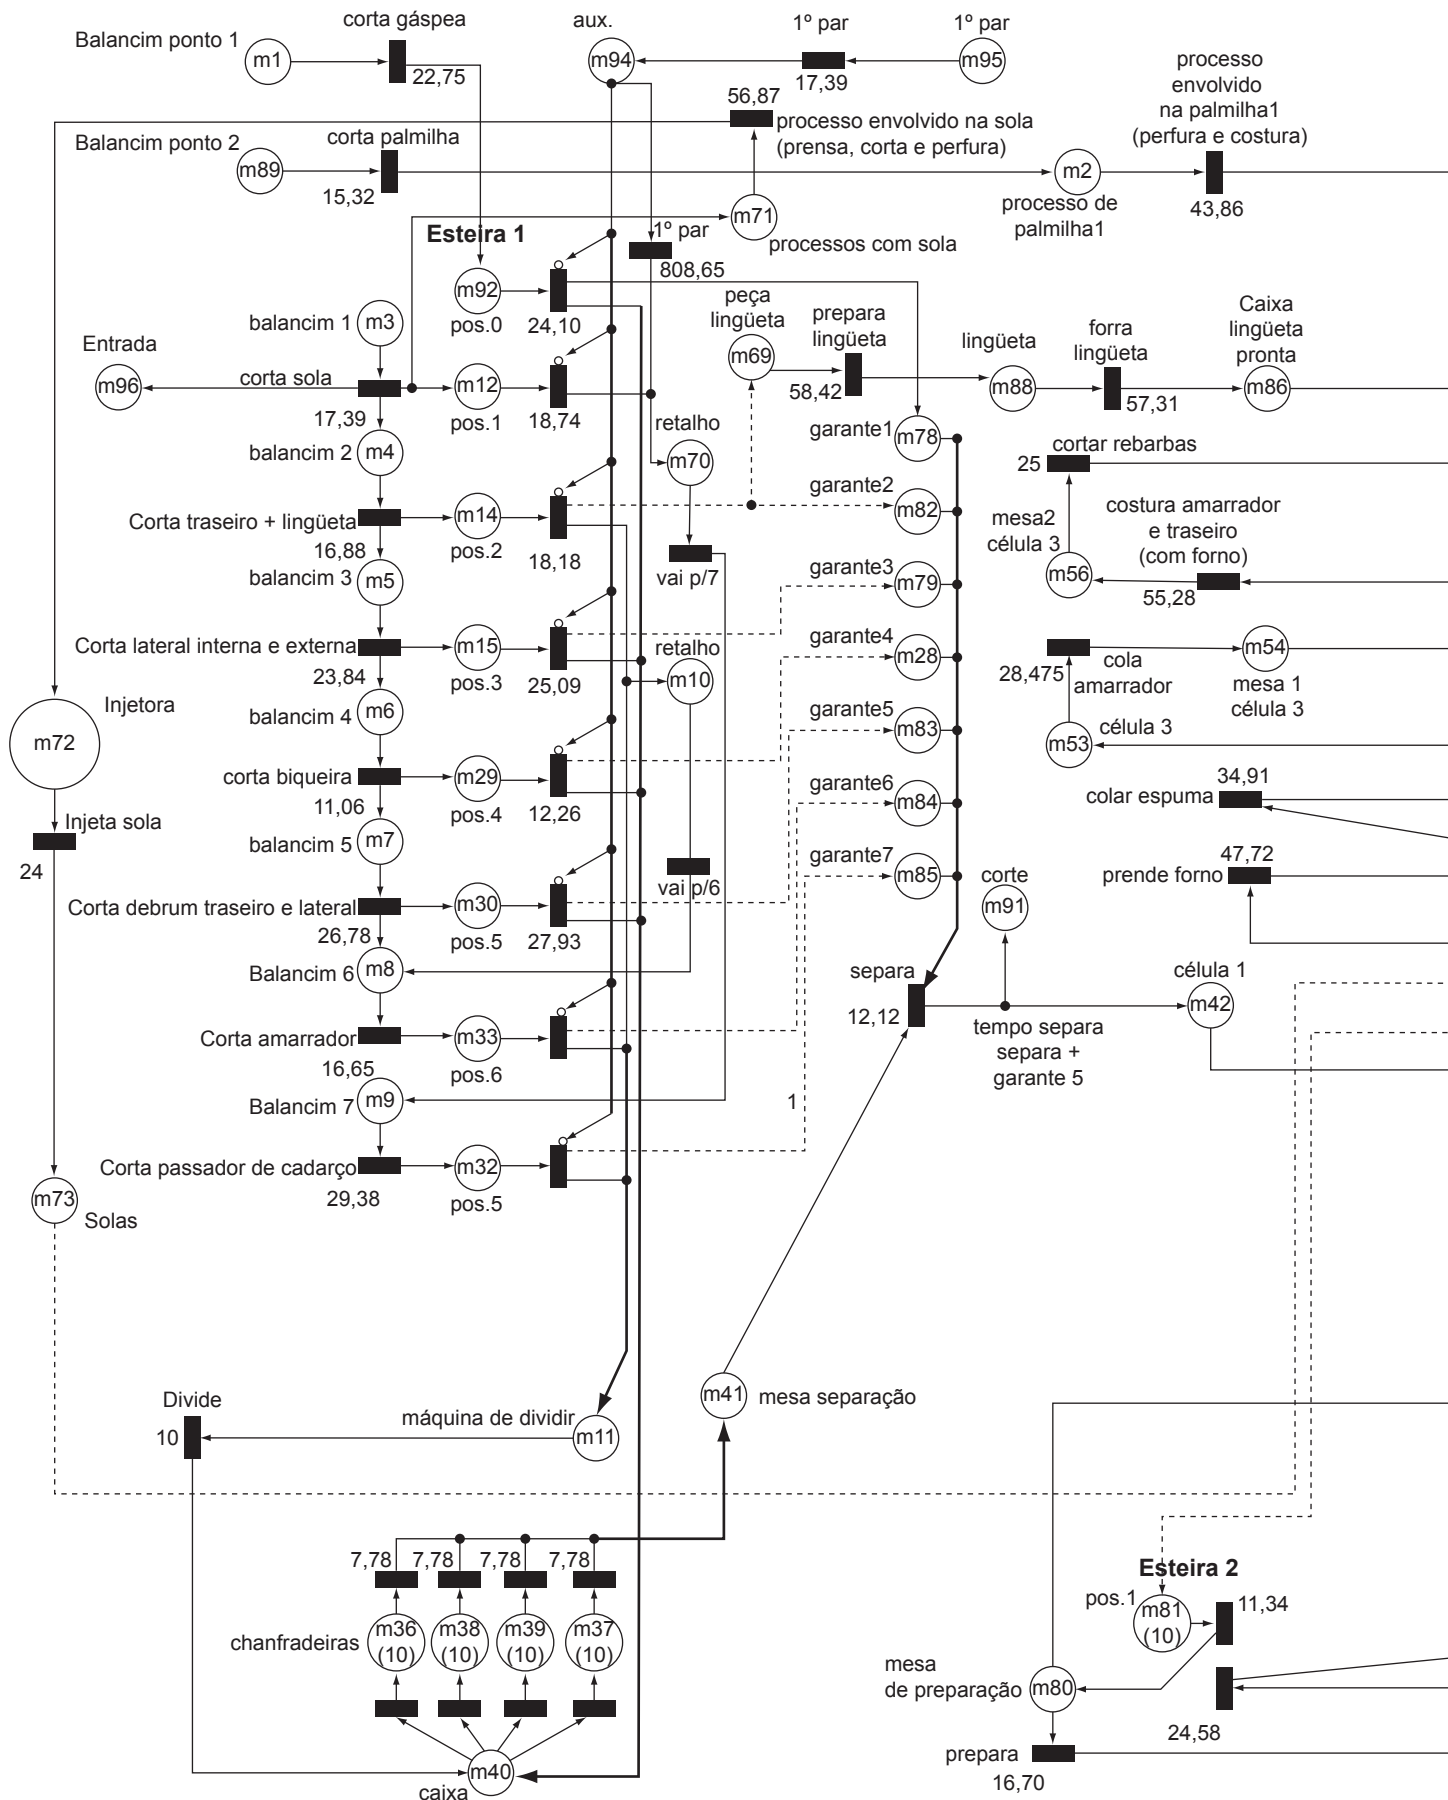 corta gáspea
aux.
1º par
1º par
Balancim ponto 1
m1
22,75
m94
17,39
m95
processo
envolvido
na palmilha1
(perfura e costura)
56,87
processo envolvido na sola
(prensa, corta e perfura)
corta palmilha
Balancim ponto 2
m89
15,32
m2
processo de
palmilha1
43,86
m71
processos com sola
Esteira 1
1º par
808,65
m92
pos.0
24,10
balancim 1
m3
peça
lingüeta
m69
prepara
lingüeta
58,42
lingüeta
m88
forra
lingüeta
57,31
Caixa
lingüeta
pronta
m86
Entrada
m96
corta sola
17,39
m12
pos.1
18,74
retalho
m70
garante1
m78
balancim 2
m4
cortar rebarbas
25
garante2
m82
Corta traseiro + lingüeta
16,88
m14
pos.2
18,18
vai p/7
mesa2
célula 3
m56
costura amarrador
e traseiro
(com forno)
55,28
balancim 3
m5
garante3
m79
Corta lateral interna e externa
23,84
m15
pos.3
25,09
retalho
m10
garante4
m28
28,475
cola
amarrador
m54
mesa 1
célula 3
Injetora
m72
balancim 4
m6
garante5
m83
m53
célula 3
corta biqueira
11,06
m29
pos.4
12,26
garante6
m84
34,91
colar espuma
Injeta sola
24
balancim 5
m7
vai p/6
garante7
m85
corte
m91
47,72
prende forno
Corta debrum traseiro e lateral
26,78
m30
pos.5
27,93
Balancim 6
m8
separa
12,12
célula 1
m42
tempo separa
separa +
garante 5
Corta amarrador
16,65
m33
pos.6
Balancim 7
m9
1
Corta passador de cadarço
29,38
m32
pos.5
m73
Solas
Divide
10
máquina de dividir
m11
m41
mesa separação
7,78
7,78
7,78
7,78
chanfradeiras
m36
(10)
m38
(10)
m39
(10)
m37
(10)
Esteira 2
pos.1
m81
(10)
11,34
mesa
de preparação
m80
24,58
prepara
16,70
m40
caixa